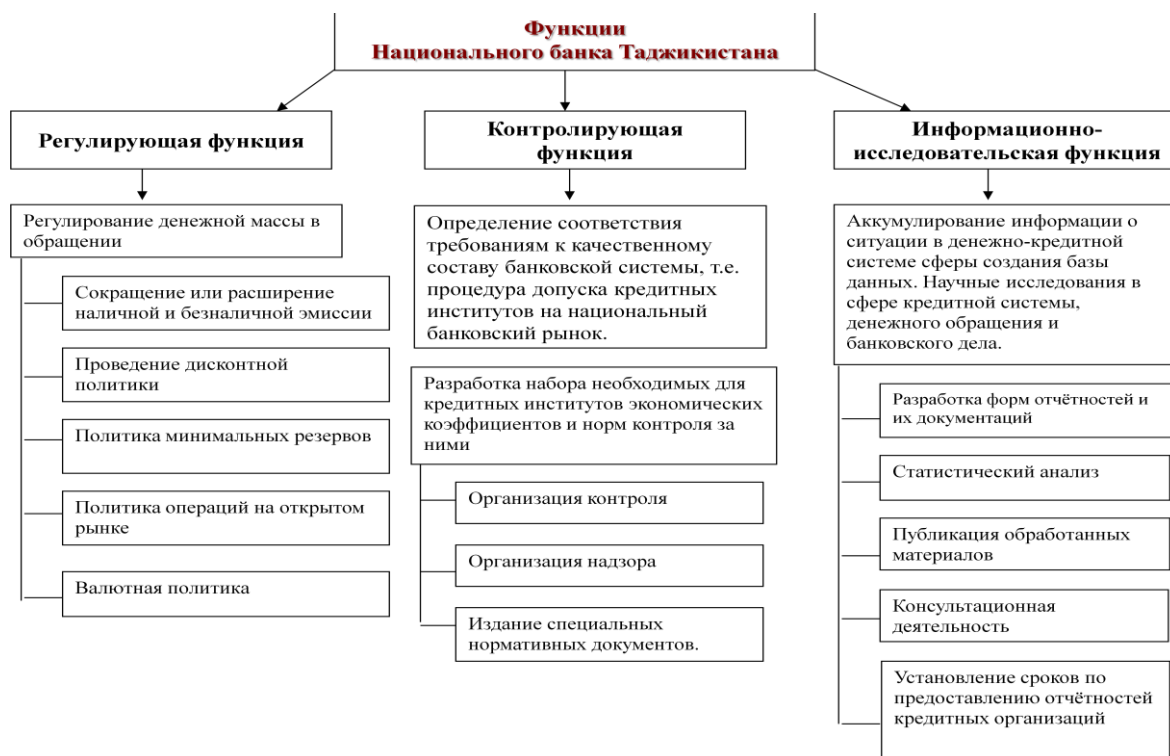 Функции
Национального банка Таджикистана
Регулирующая функция
Регулирование денежной массы в
обращении
Сокращение или расширение
наличной и безналичной эмиссии
Проведение дисконтной
политики
Политика минимальных резервов
Политика операций на открытом
рынке
Валютная политика
Контролирующая
функция
Определение соответствия
требованиям к качественному
составу банковской системы, т.е.
процедура допуска кредитных
институтов на национальный
банковский рынок.
Разработка набора необходимых для
кредитных институтов экономических
коэффициентов и норм контроля за
ними
Организация контроля
Организация надзора
Издание специальных
нормативных документов.
Информационно-
исследовательская функция
Аккумулирование информации о
ситуации в денежно-кредитной
системе сферы создания базы
данных. Научные исследования в
сфере кредитной системы,
денежного обращения и
банковского дела.
Разработка форм отчётностей и
их документаций
Статистический анализ
Публикация обработанных
материалов
Консультационная
деятельность
Установление сроков по
предоставлению отчётностей
кредитных организаций